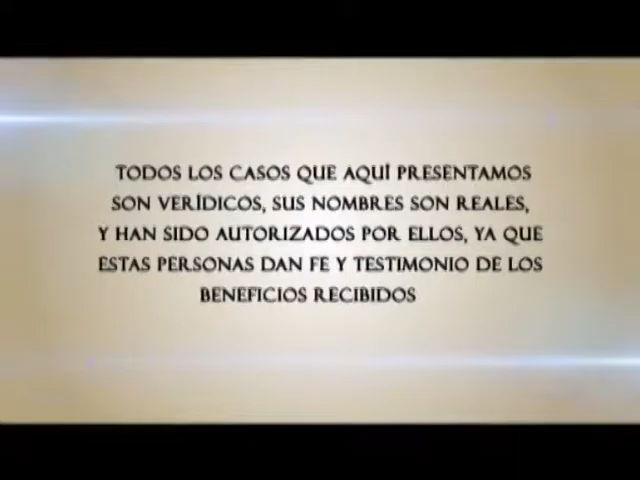 TODOS LOS CASOS QUE AQUÍ PRESENTAMOS
SON VERÍDICOS, SUS NOMBRES SON REALES,
Y HAN SIDO AUTORIZADOS POR ELLOS, YA QUE
ESTAS PERSONAS DAN FE Y TESTIMONIO DE LOS
BENEFICIOS RECIBIDOS